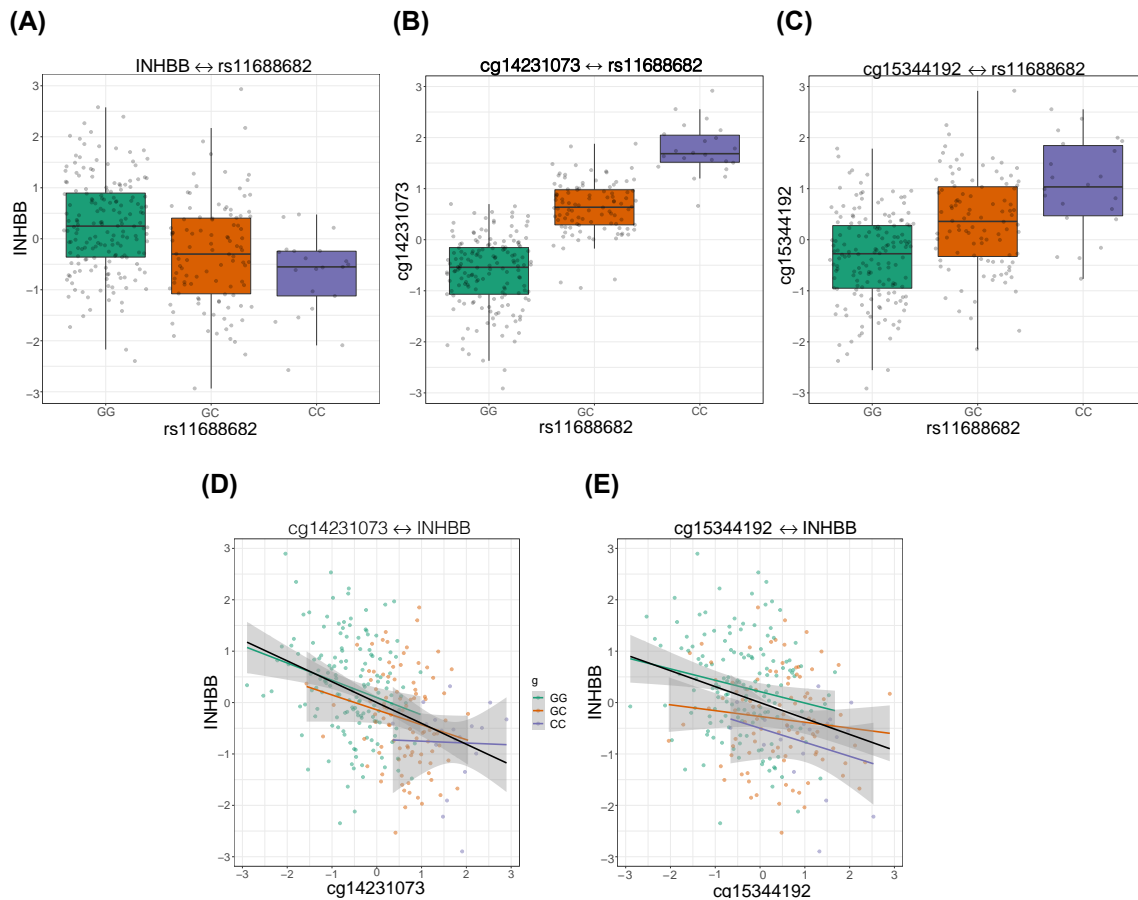 (A)
INHBB ↔ rs11688682
INHBB
3
2
1
0
−1
−2
−3
GG
GC
CC
rs11688682
(B)
cg14231073 ↔ rs11688682
cg14231073
3
2
1
0
−1
−2
−3
GG
GC
CC
rs11688682
(C)
cg15344192 ↔ rs11688682
cg15344192
3
2
1
0
−1
−2
−3
GG
GC
CC
rs11688682
(D)
cg14231073 ↔ INHBB
INHBB
3
2
1
0
−1
−2
−3
−3 −2 −1 0 1 2 3
cg14231073
g
GG
GC
CC
(E)
cg15344192 ↔ INHBB
INHBB
3
2
1
0
−1
−2
−3
−3 −2 −1 0 1 2 3
cg15344192